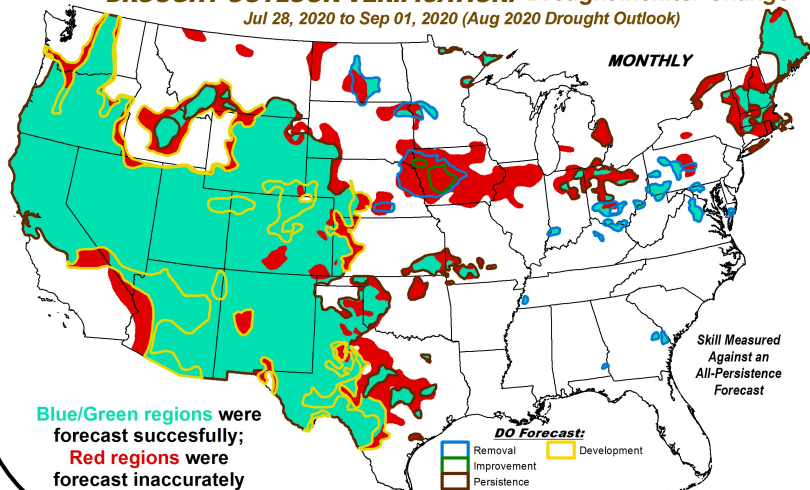 Jul 28, 2020 to Sep 01, 2020 (Aug 2020 Drought Outlook)
MONTHLY
Skill Measured
Against an
All-Persistence
Forecast
Blue/Green regions were
forecast succesfully;
Red regions were
forecast inaccurately
DO Forecast:
Removal
Development
Improvement
Persistence